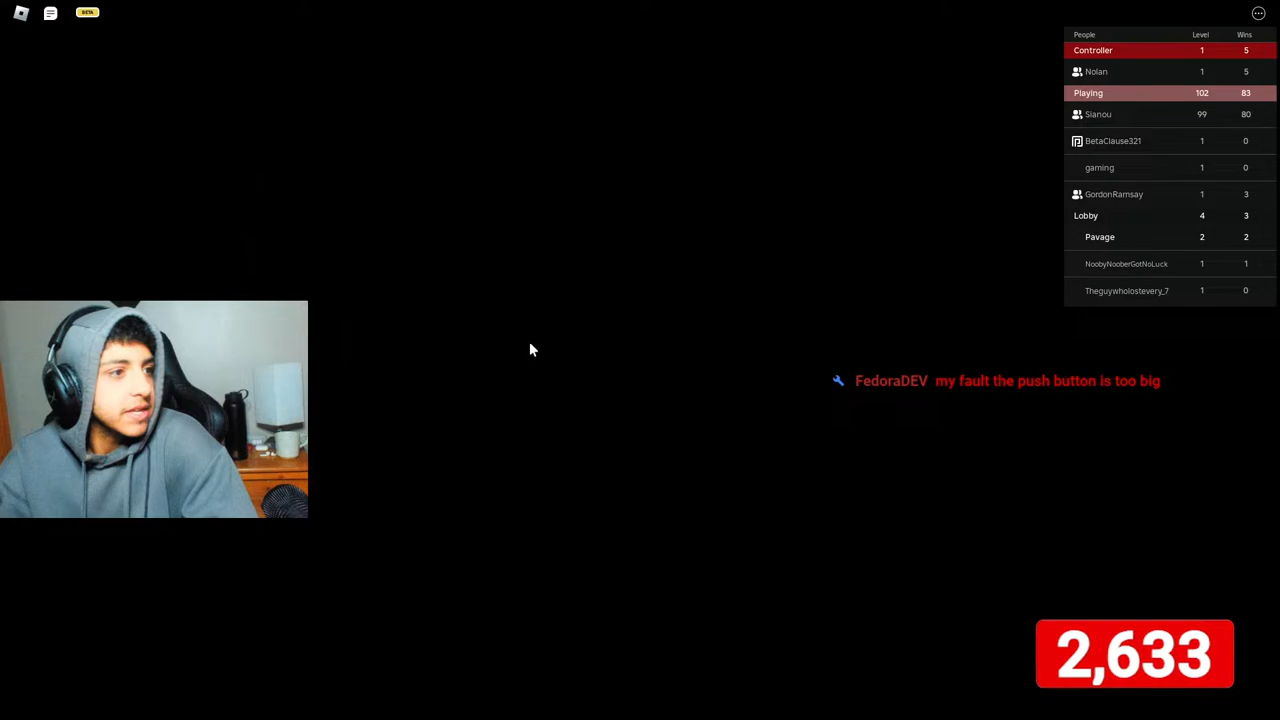 BETA
People Level Wins
Controller 1 5
Nolan 1 5
Playing 102 83
Sianou 99 80
BetaClause321 1 0
gaming 1 0
GordonRamsay 1 3
Lobby 4 3
Pavage 2 2
NoobyNooberGotNoLuck 1 1
Theguywholostevery_7 1 0
FedoraDEV my fault the push button is too big
2,633